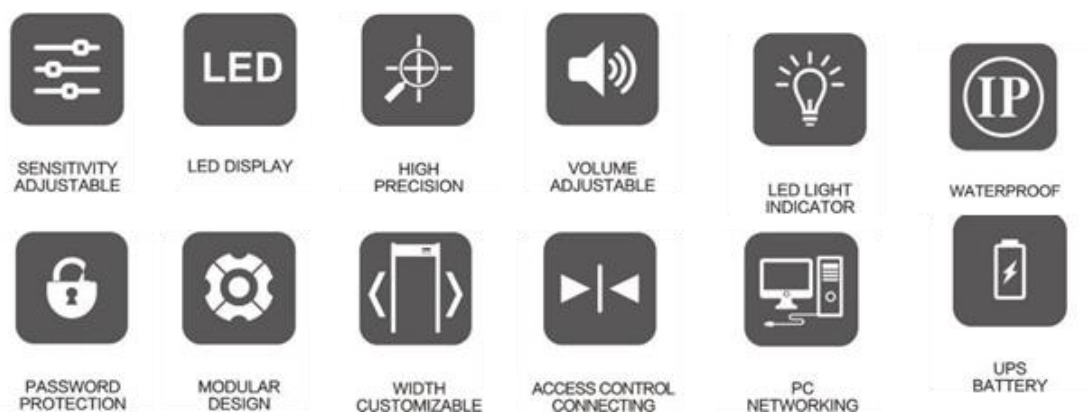 LED
IP
SENSITIVITY
ADJUSTABLE
LED DISPLAY
HIGH
PRECISION
VOLUME
ADJUSTABLE
LED LIGHT
INDICATOR
WATERPROOF
PASSWORD
PROTECTION
MODULAR
DESIGN
WIDTH
CUSTOMIZABLE
ACCESS CONTROL
CONNECTING
PC
NETWORKING
UPS
BATTERY